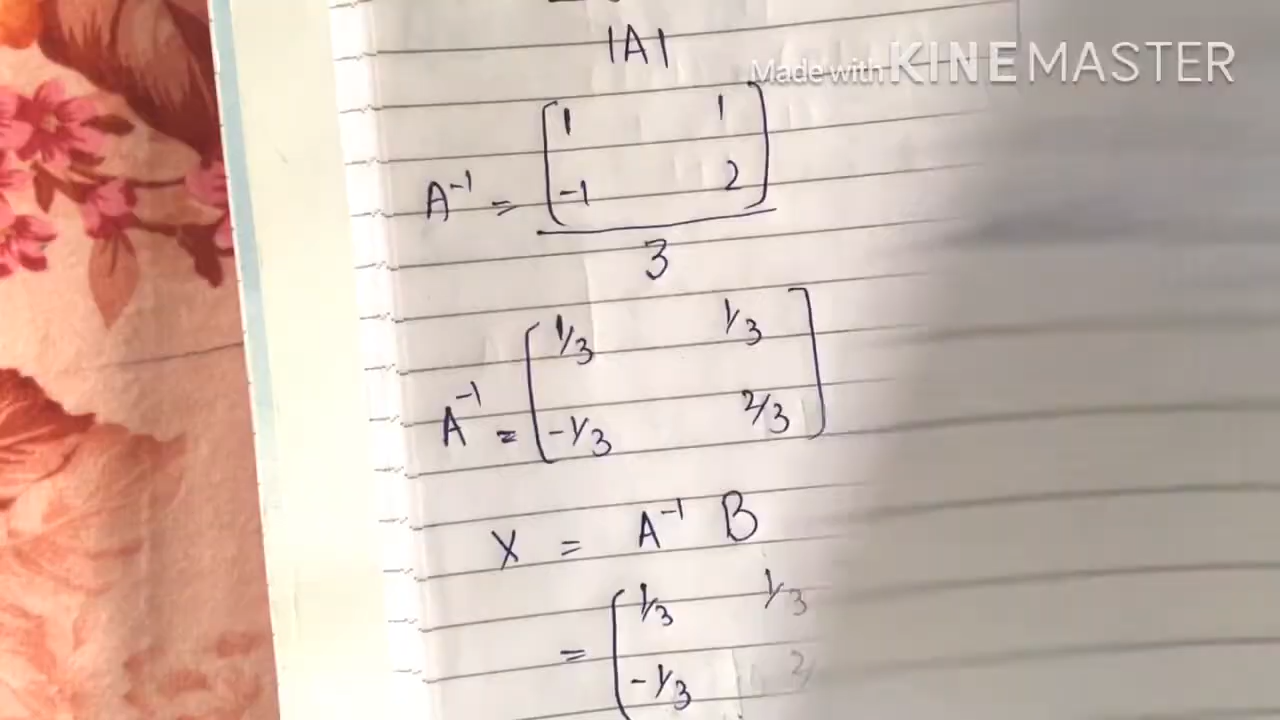 |A|
Made with KINEMASTER
1 1
A⁻¹ = -1 2
3
1/3 1/3
A⁻¹ = -1/3 2/3
X = A⁻¹ B
1/3 1/3
= -1/3 2/